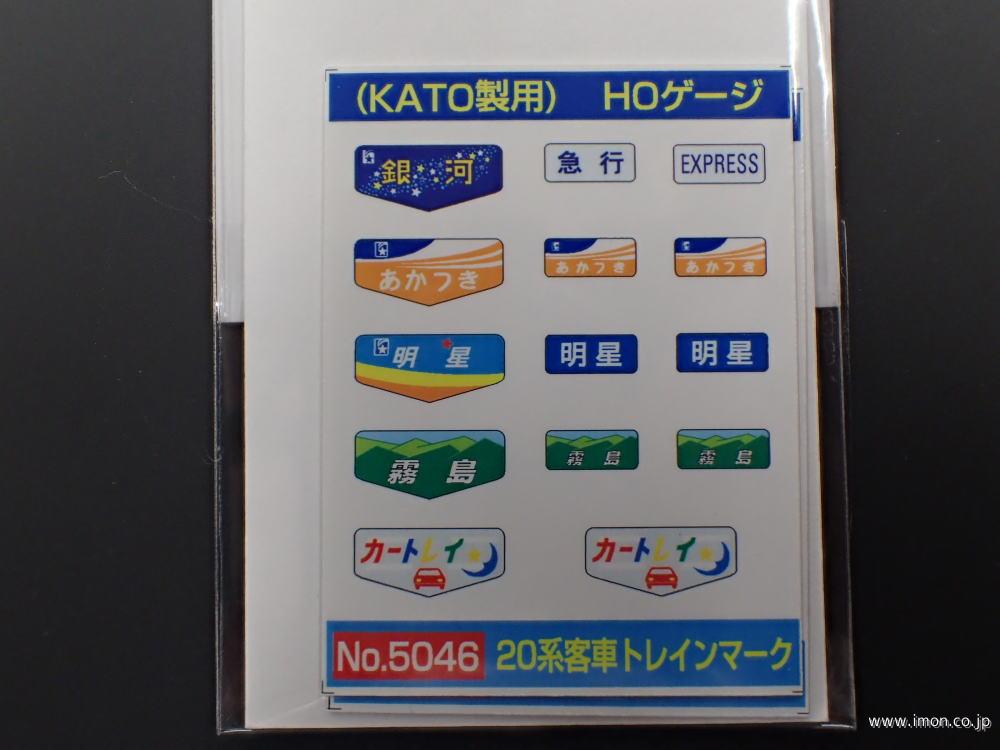 (KATO製用) HOゲージ
銀河 急行 EXPRESS
あかつき あかつき あかつき
明星 明星 明星
霧島 霧島 霧島
カートレイン カートレイン
No.5046 20系客車トレインマーク
www.imon.co.jp